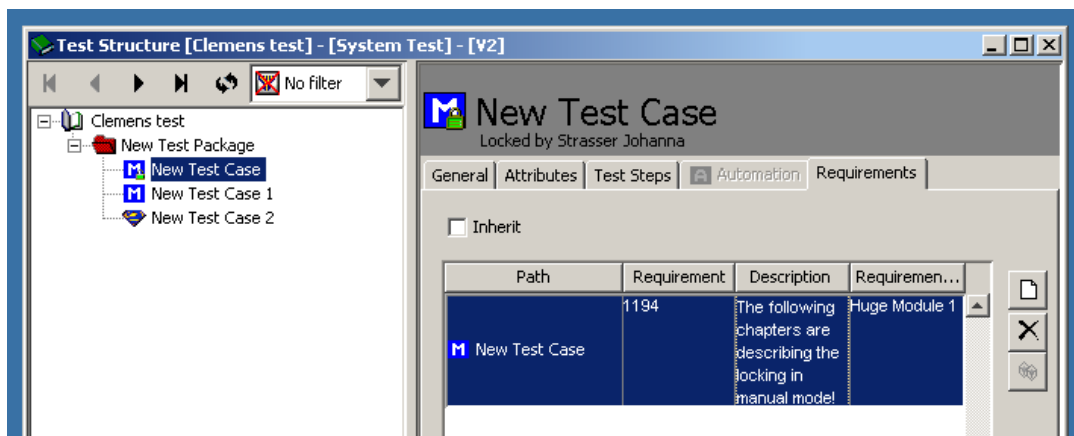 Test Structure [Clemens test] - [System Test] - [V2]
No filter
Clemens test
New Test Package
New Test Case
New Test Case 1
New Test Case 2
New Test Case
Locked by Strasser Johanna
General Attributes Test Steps A Automation Requirements
Inherit
Path Requirement Description Requiremen...
M New Test Case 1194 The following Huge Module 1
chapters are
describing the
locking in
manual mode!